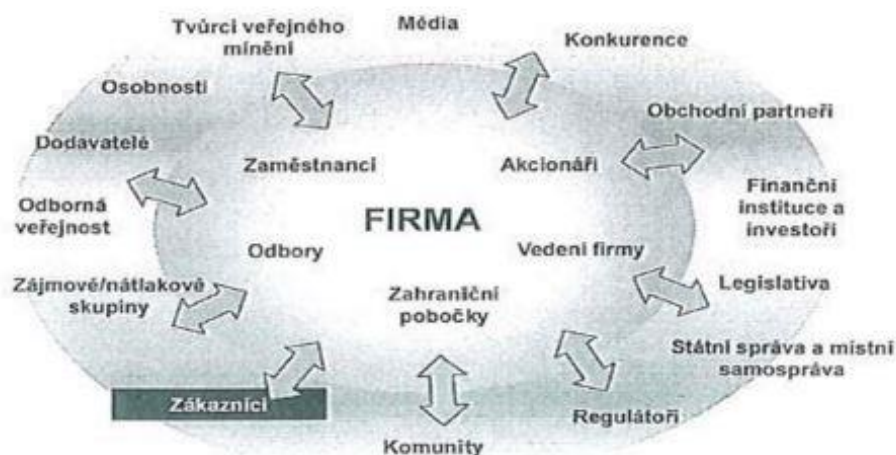 Tvůrci veřejného
mínění
Média
Konkurence
Osobnosti
Obchodní partneři
Dodavatelé
Zaměstnanci
Akcionáři
Odborná
veřejnost
FIRMA
Finanční
instituce a
investoři
Odbory
Vedení firmy
Zájmové/nátlakové
skupiny
Zahraniční
pobočky
Legislativa
Státní správa a místní
samospráva
Zákazníci
Regulátoři
Komunity